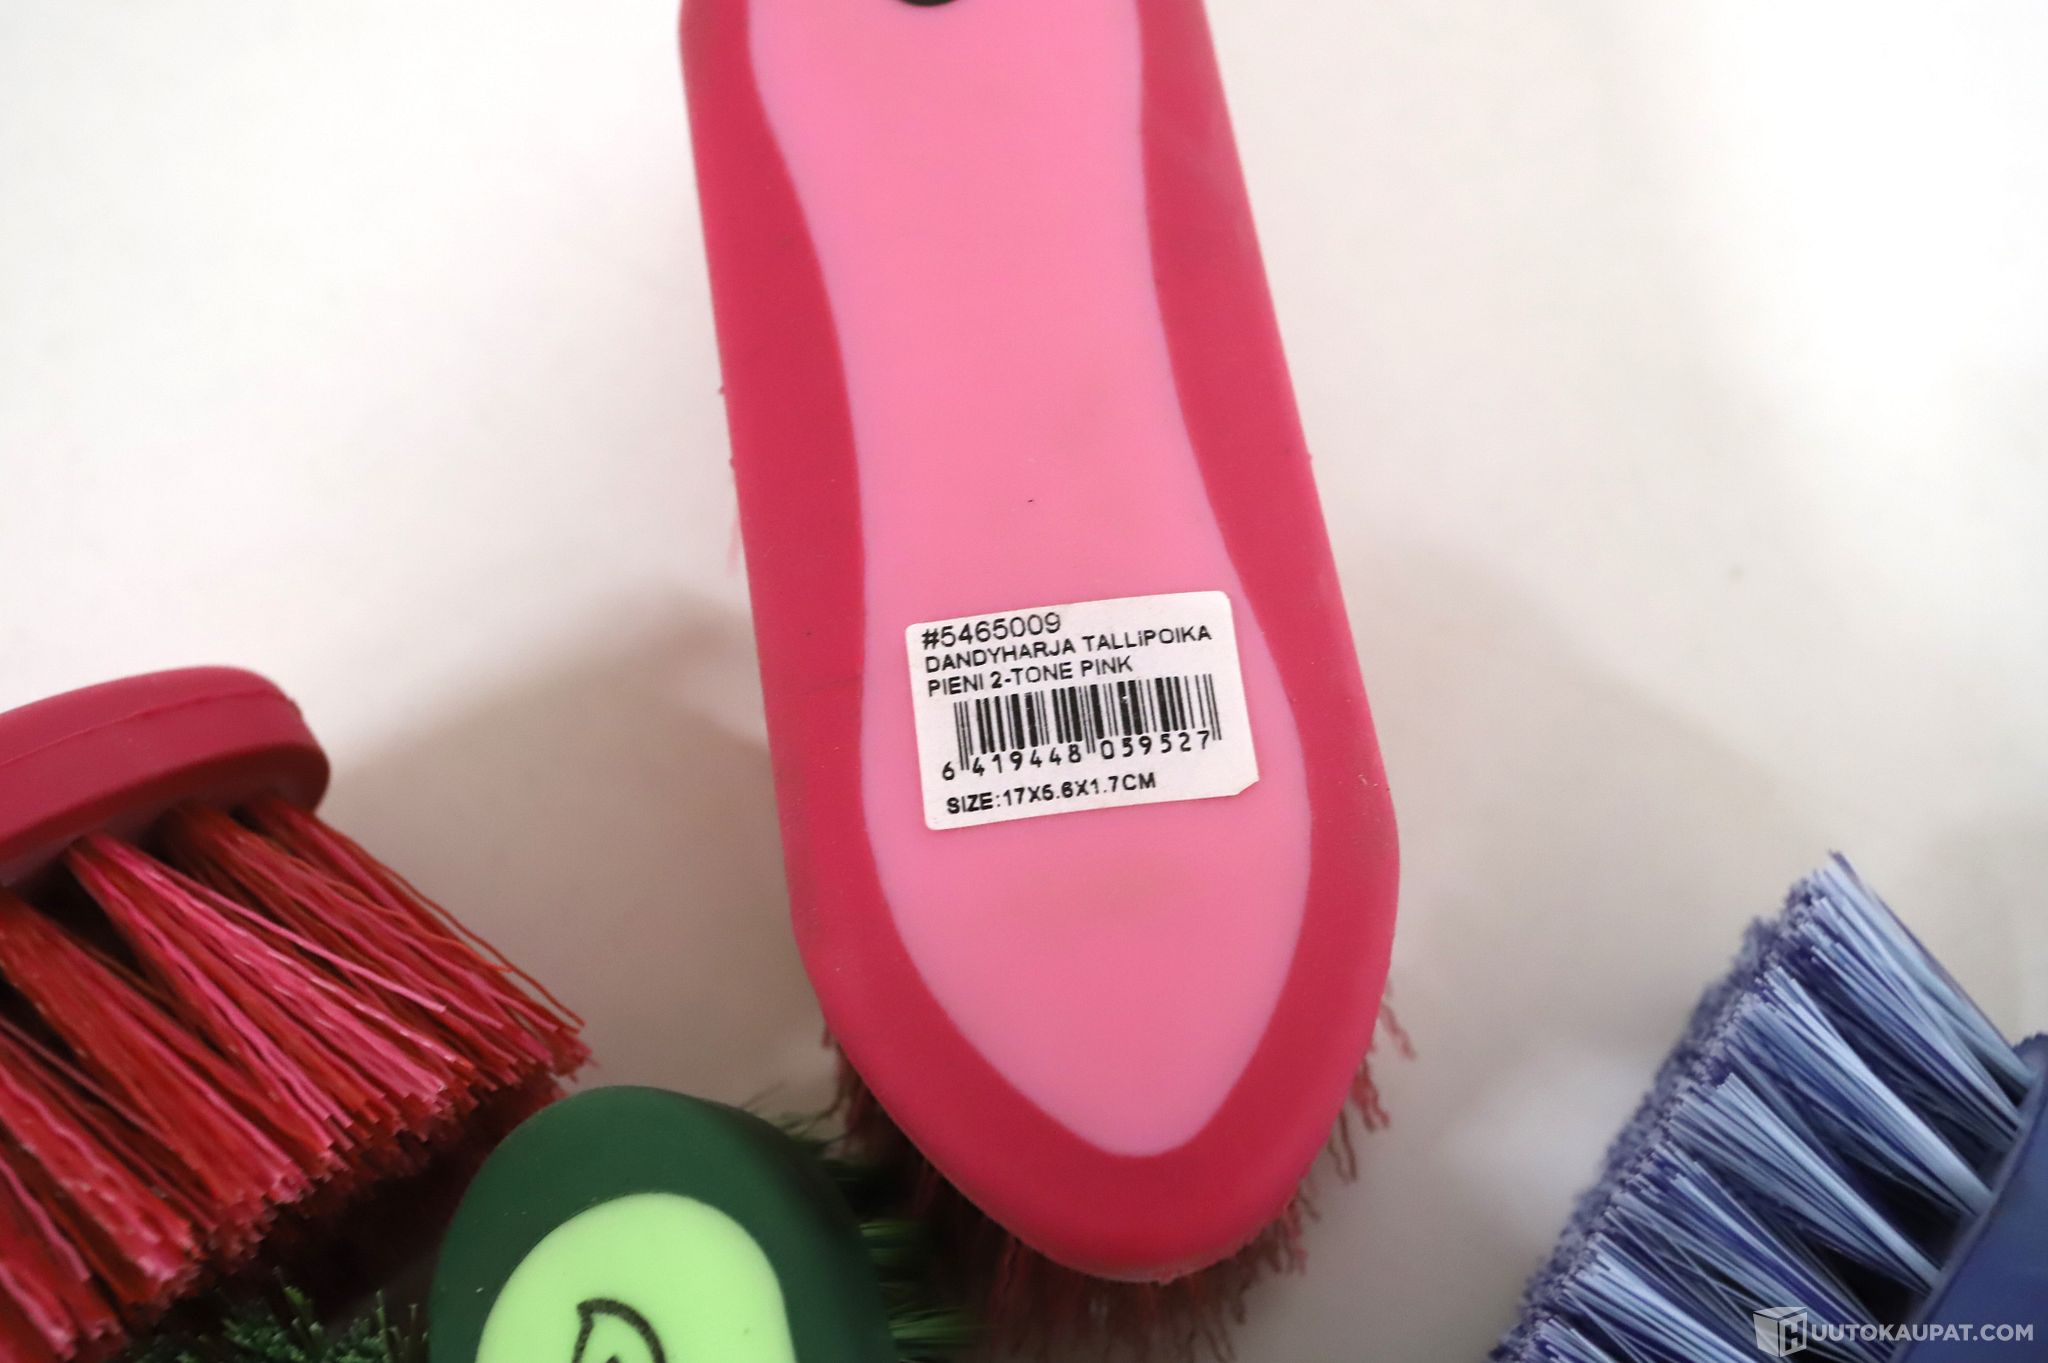 #5465009
DANDYHARJA TALLiPOIKA
PIENI 2-TONE PINK
6 419448 059527
SIZE:17X5.6X1.7CM
HUUTOKAUPAT.COM